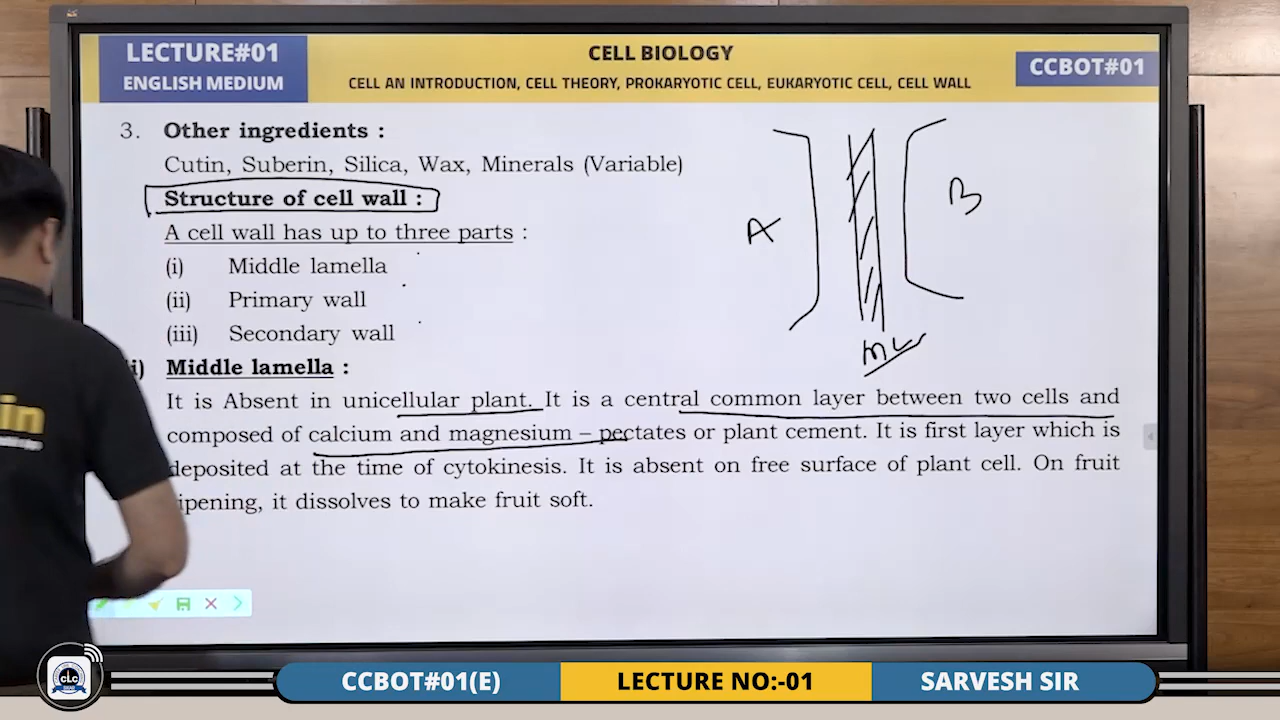 LECTURE#01
ENGLISH MEDIUM
CELL BIOLOGY
CELL AN INTRODUCTION, CELL THEORY, PROKARYOTIC CELL, EUKARYOTIC CELL, CELL WALL
CCBOT#01
3. Other ingredients :
Cutin, Suberin, Silica, Wax, Minerals (Variable)
Structure of cell wall :
A cell wall has up to three parts :
(i) Middle lamella
(ii) Primary wall
(iii) Secondary wall
i) Middle lamella :
It is Absent in unicellular plant. It is a central common layer between two cells and
composed of calcium and magnesium – pectates or plant cement. It is first layer which is
deposited at the time of cytokinesis. It is absent on free surface of plant cell. On fruit
ipening, it dissolves to make fruit soft.
A
B
ML
in
CLC
CCBOT#01(E)
LECTURE NO:-01
SARVESH SIR